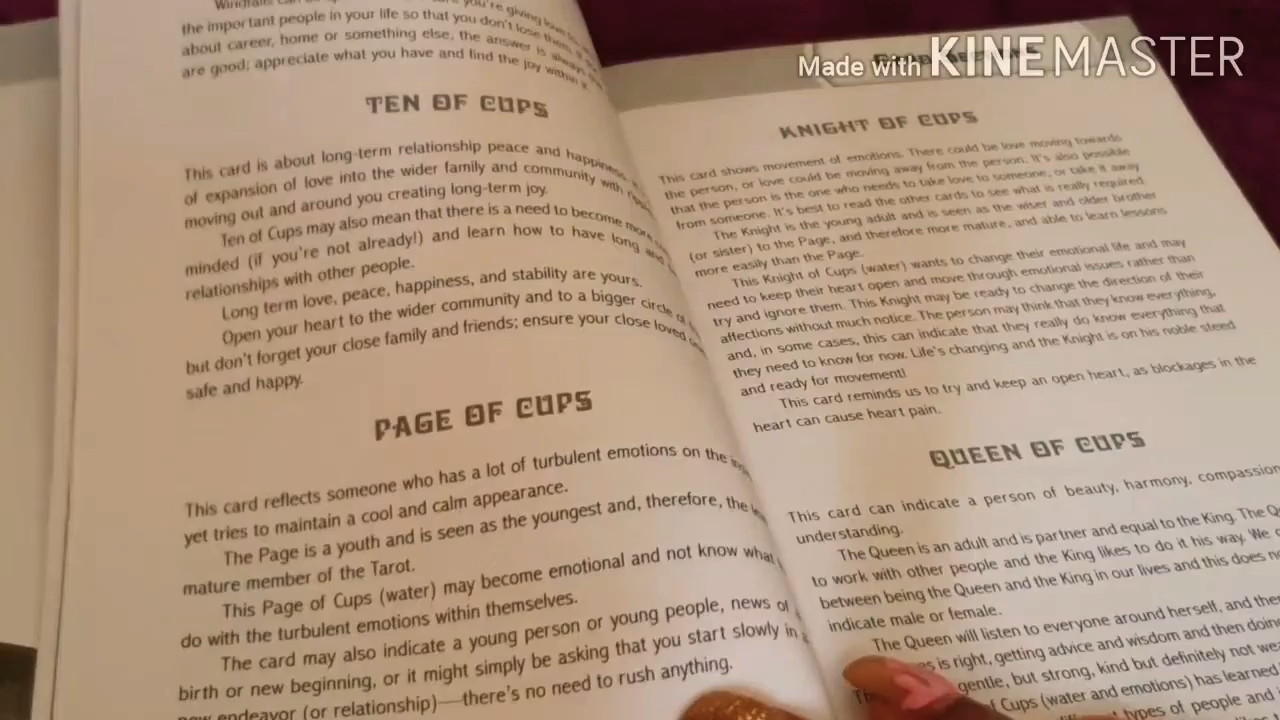 you're giving
the important people in your life so that you don't lose them.
about career, home or something else, the answer is always
are good; appreciate what you have and find the joy within it.
TEN OF CUPS
This card is about long-term relationship peace and happiness.
of expansion of love into the wider family and community with
moving out and around you creating long-term joy.
Ten of Cups may also mean that there is a need to become more
minded (if you're not already!) and learn how to have long and
relationships with other people.
Long term love, peace, happiness, and stability are yours.
Open your heart to the wider community and to a bigger circle of
but don't forget your close family and friends; ensure your close loved
safe and happy.
PAGE OF CUPS
This card reflects someone who has a lot of turbulent emotions on the
yet tries to maintain a cool and calm appearance.
The Page is a youth and is seen as the youngest and, therefore, the
mature member of the Tarot.
This Page of Cups (water) may become emotional and not know what
do with the turbulent emotions within themselves.
The card may also indicate a young person or young people, news of
birth or new beginning, or it might simply be asking that you start slowly in
endeavor (or relationship)—there's no need to rush anything.
Made with KINEMASTER
KNIGHT OF CUPS
This card shows movement of emotions. There could be love moving towards
the person, or love could be moving away from the person. It's also possible
that the person is the one who needs to take love to someone, or take it away
from someone. It's best to read the other cards to see what is really required.
The Knight is the young adult and is seen as the wiser and older brother
(or sister) to the Page, and therefore more mature, and able to learn lessons
more easily than the Page.
This Knight of Cups (water) wants to change their emotional life and may
need to keep their heart open and move through emotional issues rather than
try and ignore them. This Knight may be ready to change the direction of their
affections without much notice. The person may think that they know everything,
and, in some cases, this can indicate that they really do know everything that
they need to know for now. Life's changing and the Knight is on his noble steed
and ready for movement!
This card reminds us to try and keep an open heart, as blockages in the
heart can cause heart pain.
QUEEN OF CUPS
This card can indicate a person of beauty, harmony, compassion
understanding.
The Queen is an adult and is partner and equal to the King. The
to work with other people and the King likes to do it his way. We
between being the Queen and the King in our lives and this does
indicate male or female.
The Queen will listen to everyone around herself, and
is right, getting advice and wisdom and then doing
gentle, but strong, kind but definitely not
of Cups (water and emotions) has learned
types of people and